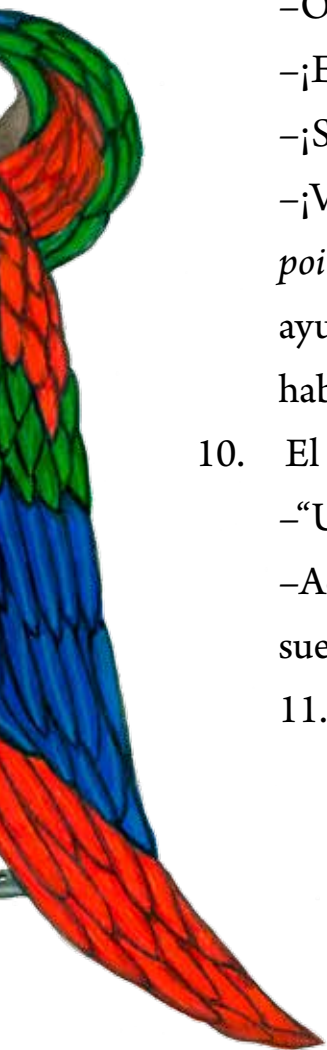 –O
–¡E
–¡S
–¡V
poi
ayu
hab
10. El
–“U
–A
sue
11.